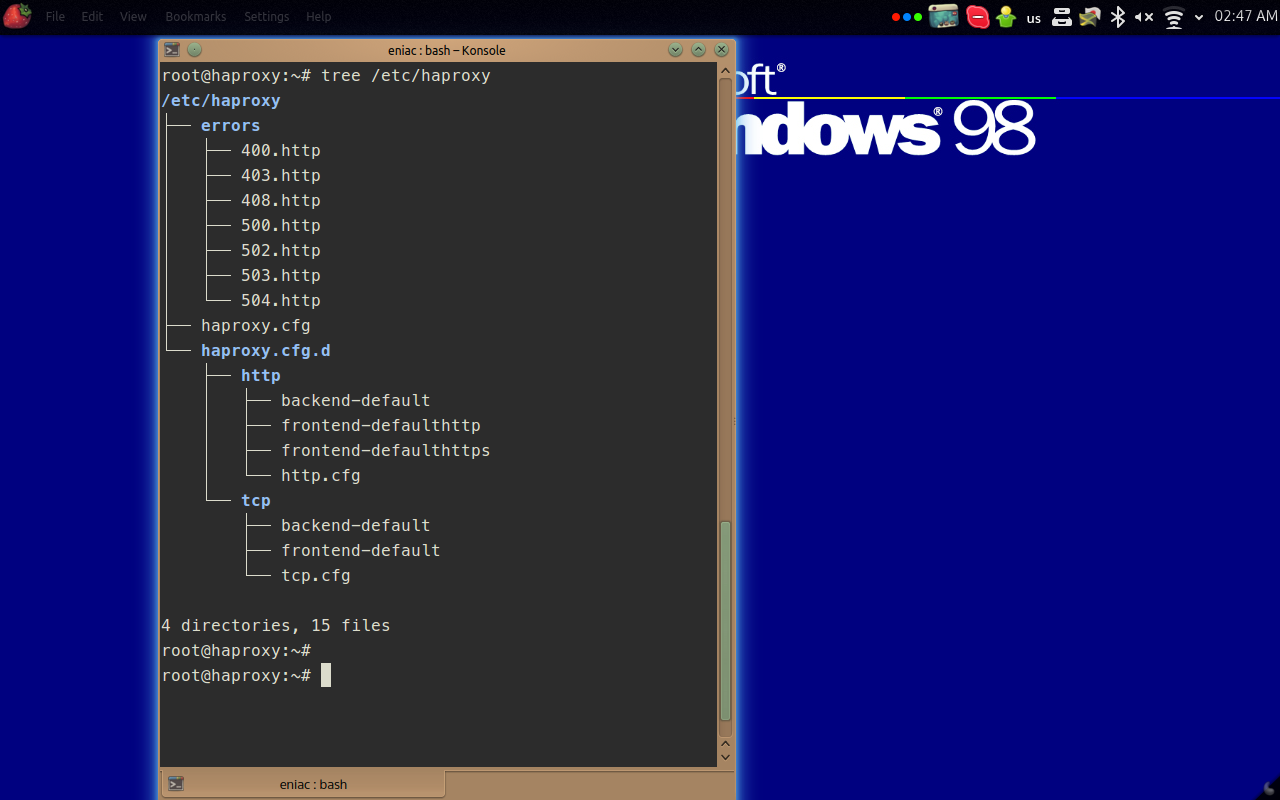 File Edit View Bookmarks Settings Help
us
02:47 AM
eniac : bash – Konsole
root@haproxy:~# tree /etc/haproxy
/etc/haproxy
├── errors
│   ├── 400.http
│   ├── 403.http
│   ├── 408.http
│   ├── 500.http
│   ├── 502.http
│   ├── 503.http
│   └── 504.http
├── haproxy.cfg
└── haproxy.cfg.d
    ├── http
    │   ├── backend-default
    │   ├── frontend-defaulthttp
    │   ├── frontend-defaulthttps
    │   └── http.cfg
    └── tcp
        ├── backend-default
        ├── frontend-default
        └── tcp.cfg
4 directories, 15 files
root@haproxy:~#
root@haproxy:~#
eniac : bash
oft®
ndows® 98